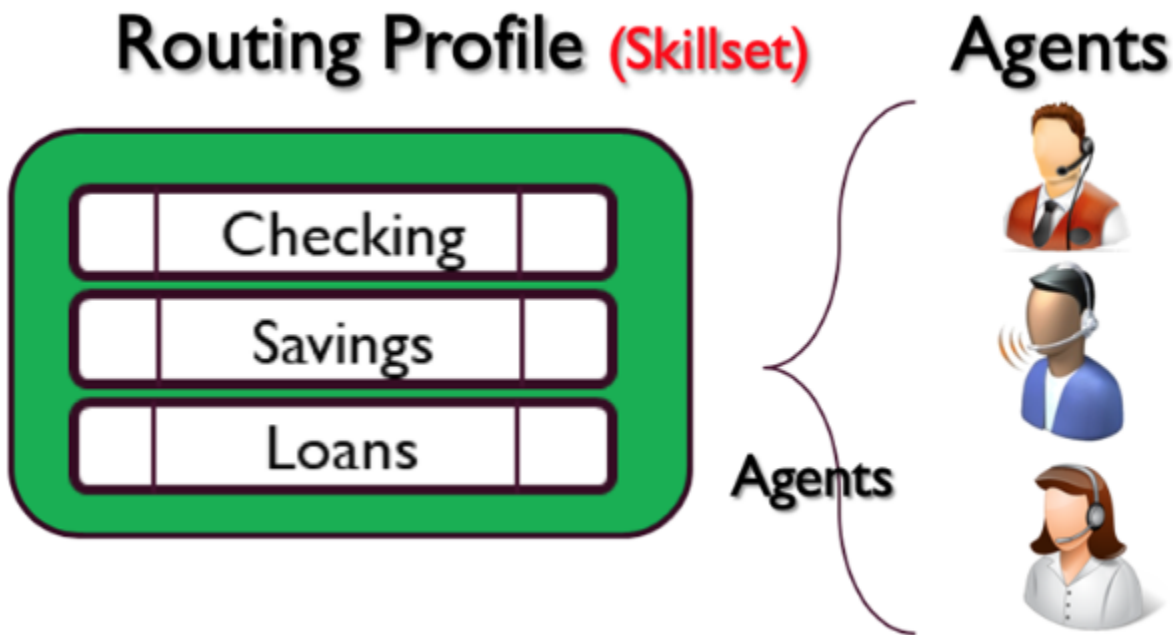 Routing Profile (Skillset)
Agents
Checking
Savings
Loans
Agents